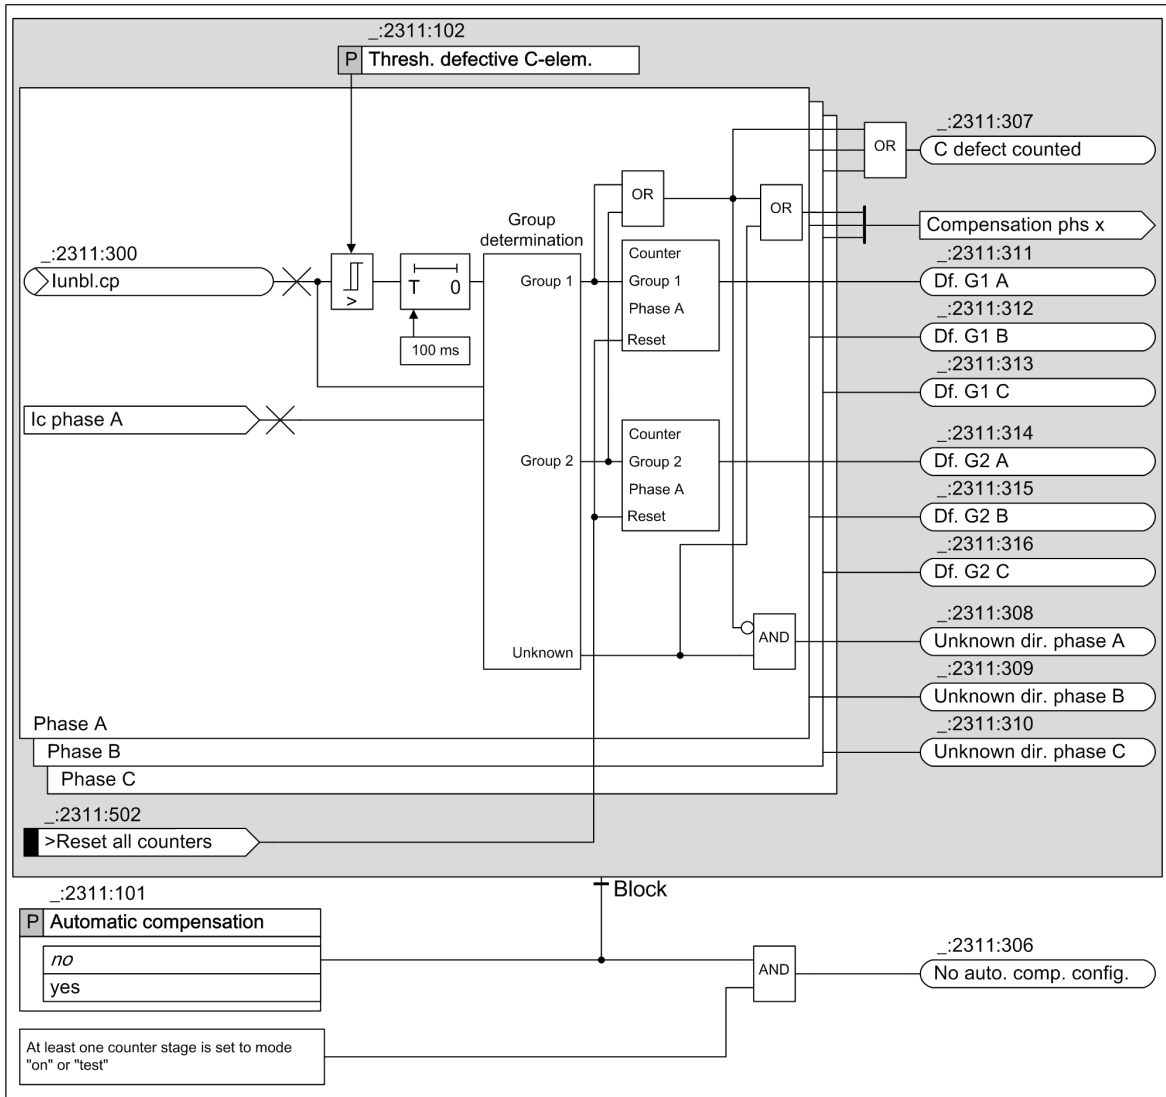 _:2311:102
P Thresh. defective C-elem.
_:2311:307
OR
C defect counted
OR
OR
Group
determination
Compensation phs x
_:2311:300
Iunbl.cp
>
T 0
100 ms
Group 1
Counter
Group 1
Phase A
Reset
_:2311:311
Df. G1 A
_:2311:312
Df. G1 B
_:2311:313
Df. G1 C
Ic phase A
Group 2
Counter
Group 2
Phase A
Reset
_:2311:314
Df. G2 A
_:2311:315
Df. G2 B
_:2311:316
Df. G2 C
Unknown
AND
_:2311:308
Unknown dir. phase A
_:2311:309
Unknown dir. phase B
_:2311:310
Unknown dir. phase C
Phase A
Phase B
Phase C
_:2311:502
>Reset all counters
Block
_:2311:101
P Automatic compensation
no
yes
AND
_:2311:306
No auto. comp. config.
At least one counter stage is set to mode
"on" or "test"